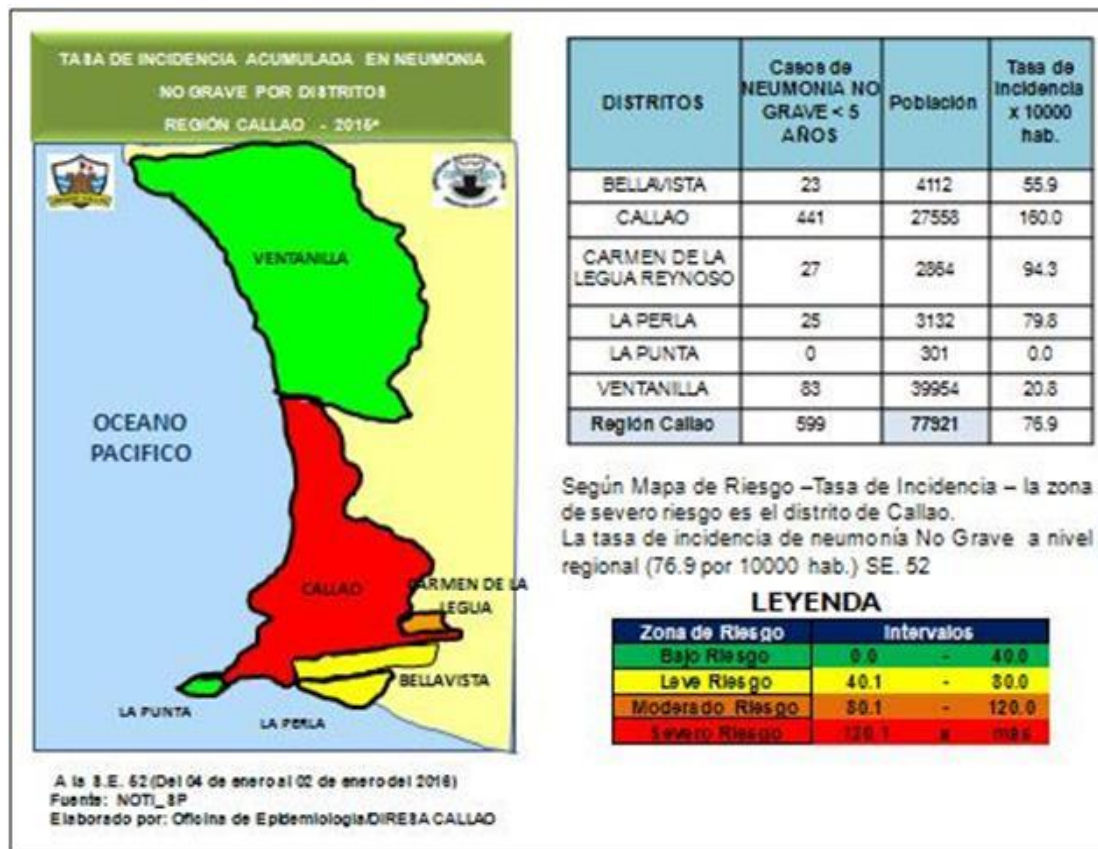 TASA DE INCIDENCIA ACUMULADA EN NEUMONIA
NO GRAVE POR DISTRITOS
REGIÓN CALLAO - 2015*
VENTANILLA
OCEANO
PACIFICO
CALLAO
CARMEN DE LA
LEGUA
BELLAVISTA
LA PUNTA
LA PERLA
A la S.E. 52 (Del 04 de enero al 02 de enero del 2016)
Fuente: NOTI_SP
Elaborado por: Oficina de Epidemiologia/DIRESA CALLAO
DISTRITOS
Casos de
NEUMONIA NO
GRAVE < 5
AÑOS
Población
Tasa de
Incidencia
x 10000
hab.
BELLAVISTA 23 4112 55.9
CALLAO 441 27558 160.0
CARMEN DE LA
LEGUA REYNOSO 27 2864 94.3
LA PERLA 25 3132 79.8
LA PUNTA 0 301 0.0
VENTANILLA 83 39954 20.8
Región Callao 599 77921 76.9
Según Mapa de Riesgo –Tasa de Incidencia – la zona
de severo riesgo es el distrito de Callao.
La tasa de incidencia de neumonía No Grave a nivel
regional (76.9 por 10000 hab.) SE. 52
LEYENDA
Zona de Riesgo Intervalos
Bajo Riesgo 0.0 - 40.0
Leve Riesgo 40.1 - 80.0
Moderado Riesgo 80.1 - 120.0
Severo Riesgo 120.1 a mas